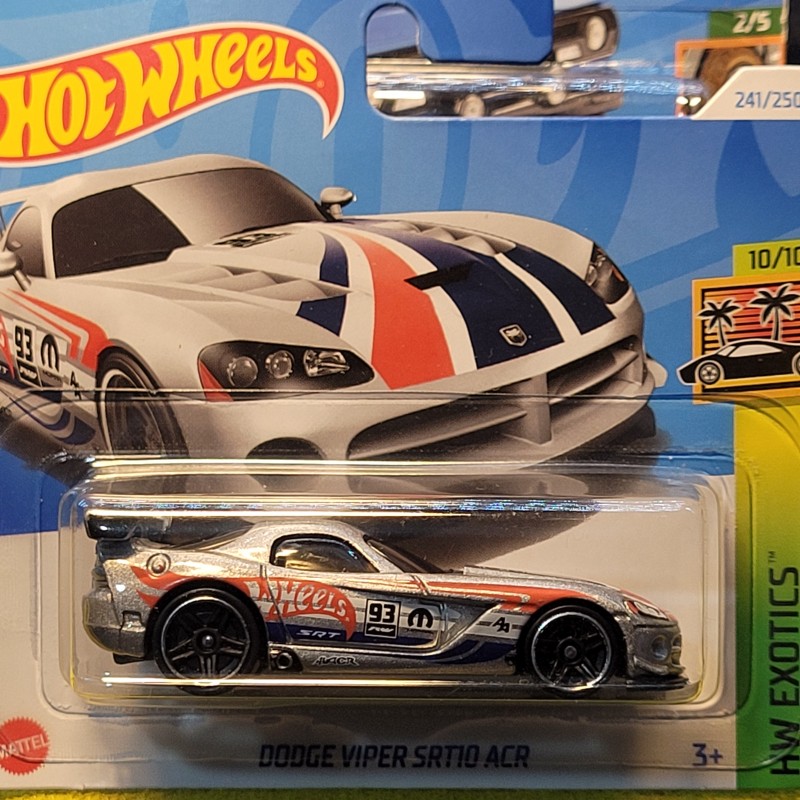 HOT WHEELS
2/5
241/250
10/10
93
SRT
WHEELS
93
SRT
ACR
MATTEL
DODGE VIPER SRT10 ACR
3+
HW EXOTICS™